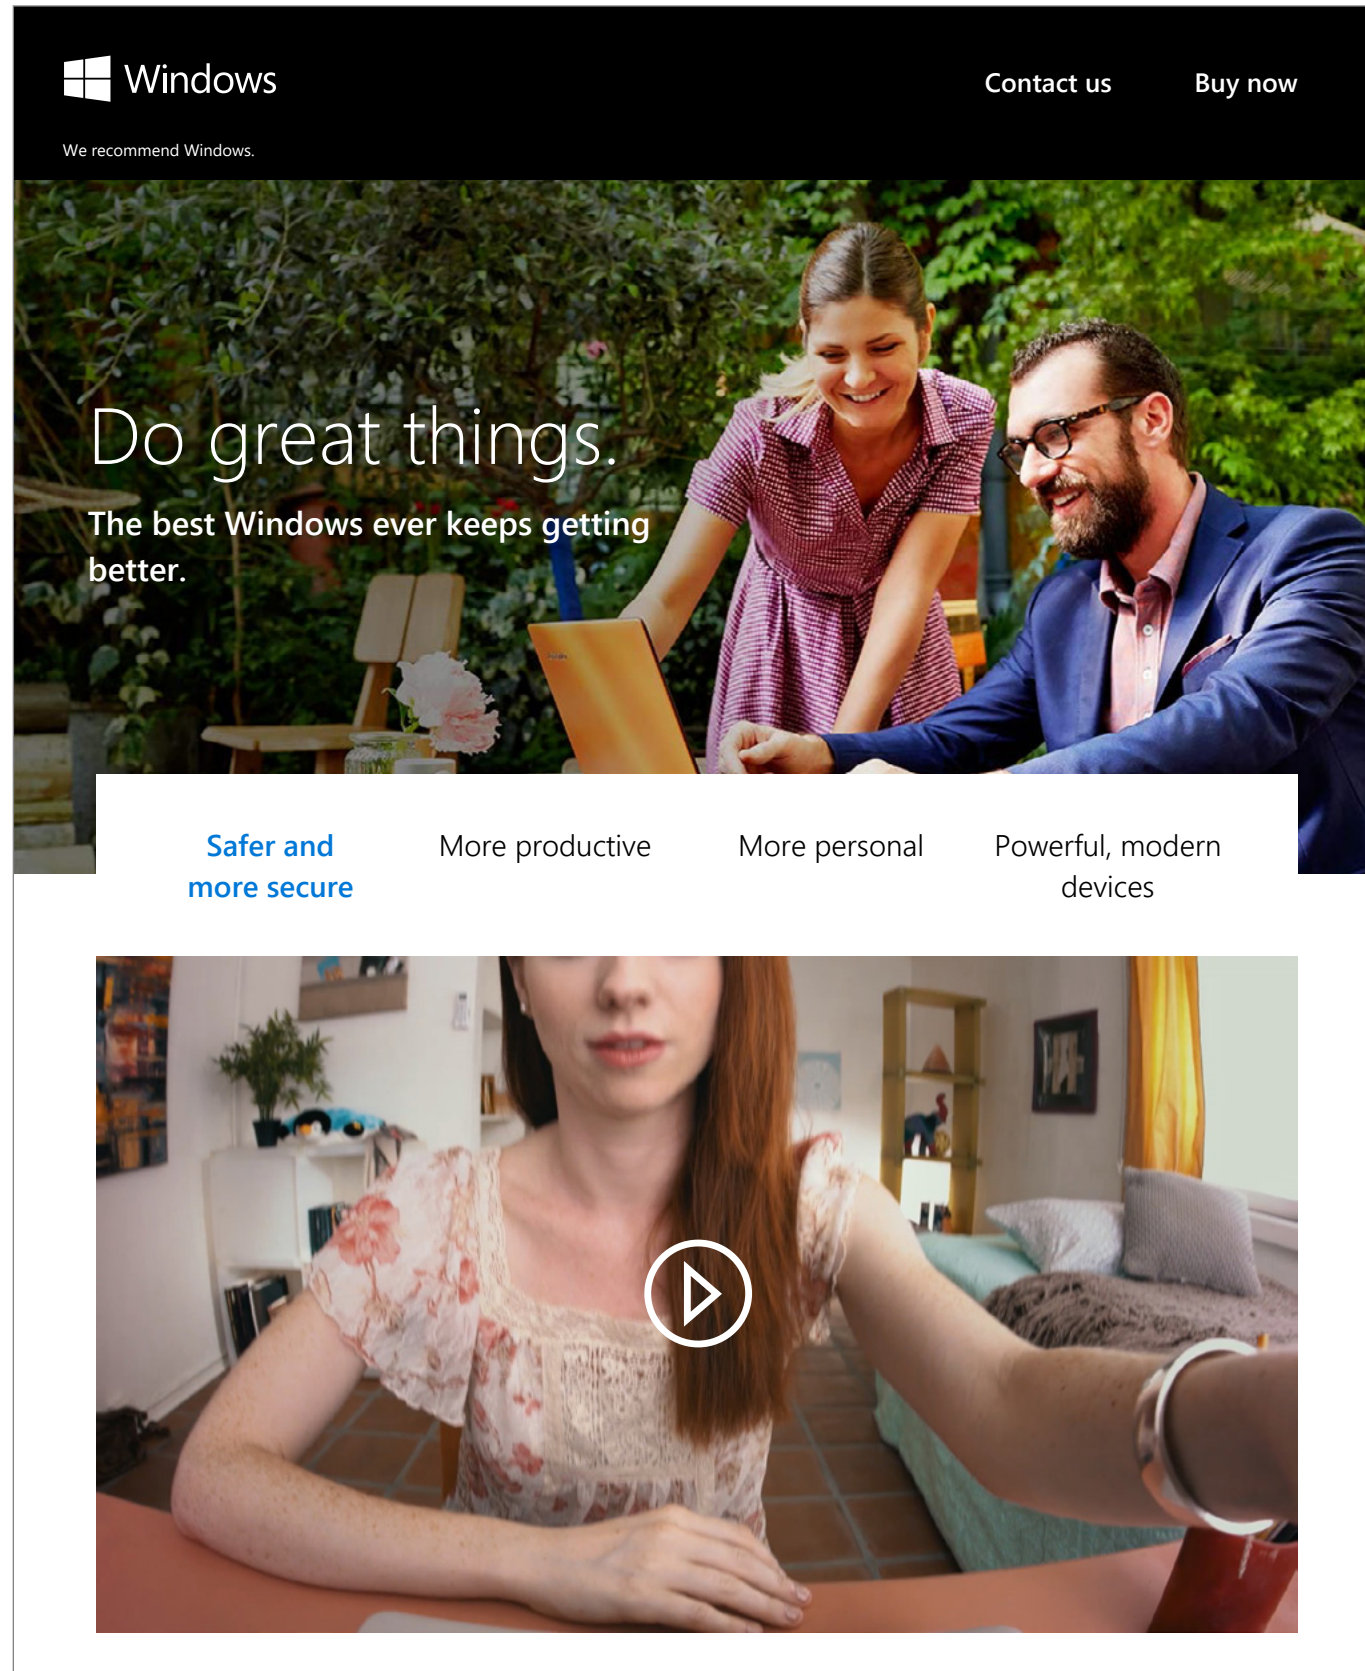 Windows
Contact us
Buy now
We recommend Windows.
Do great things.
The best Windows ever keeps getting
better.
Safer and
more secure
More productive
More personal
Powerful, modern
devices